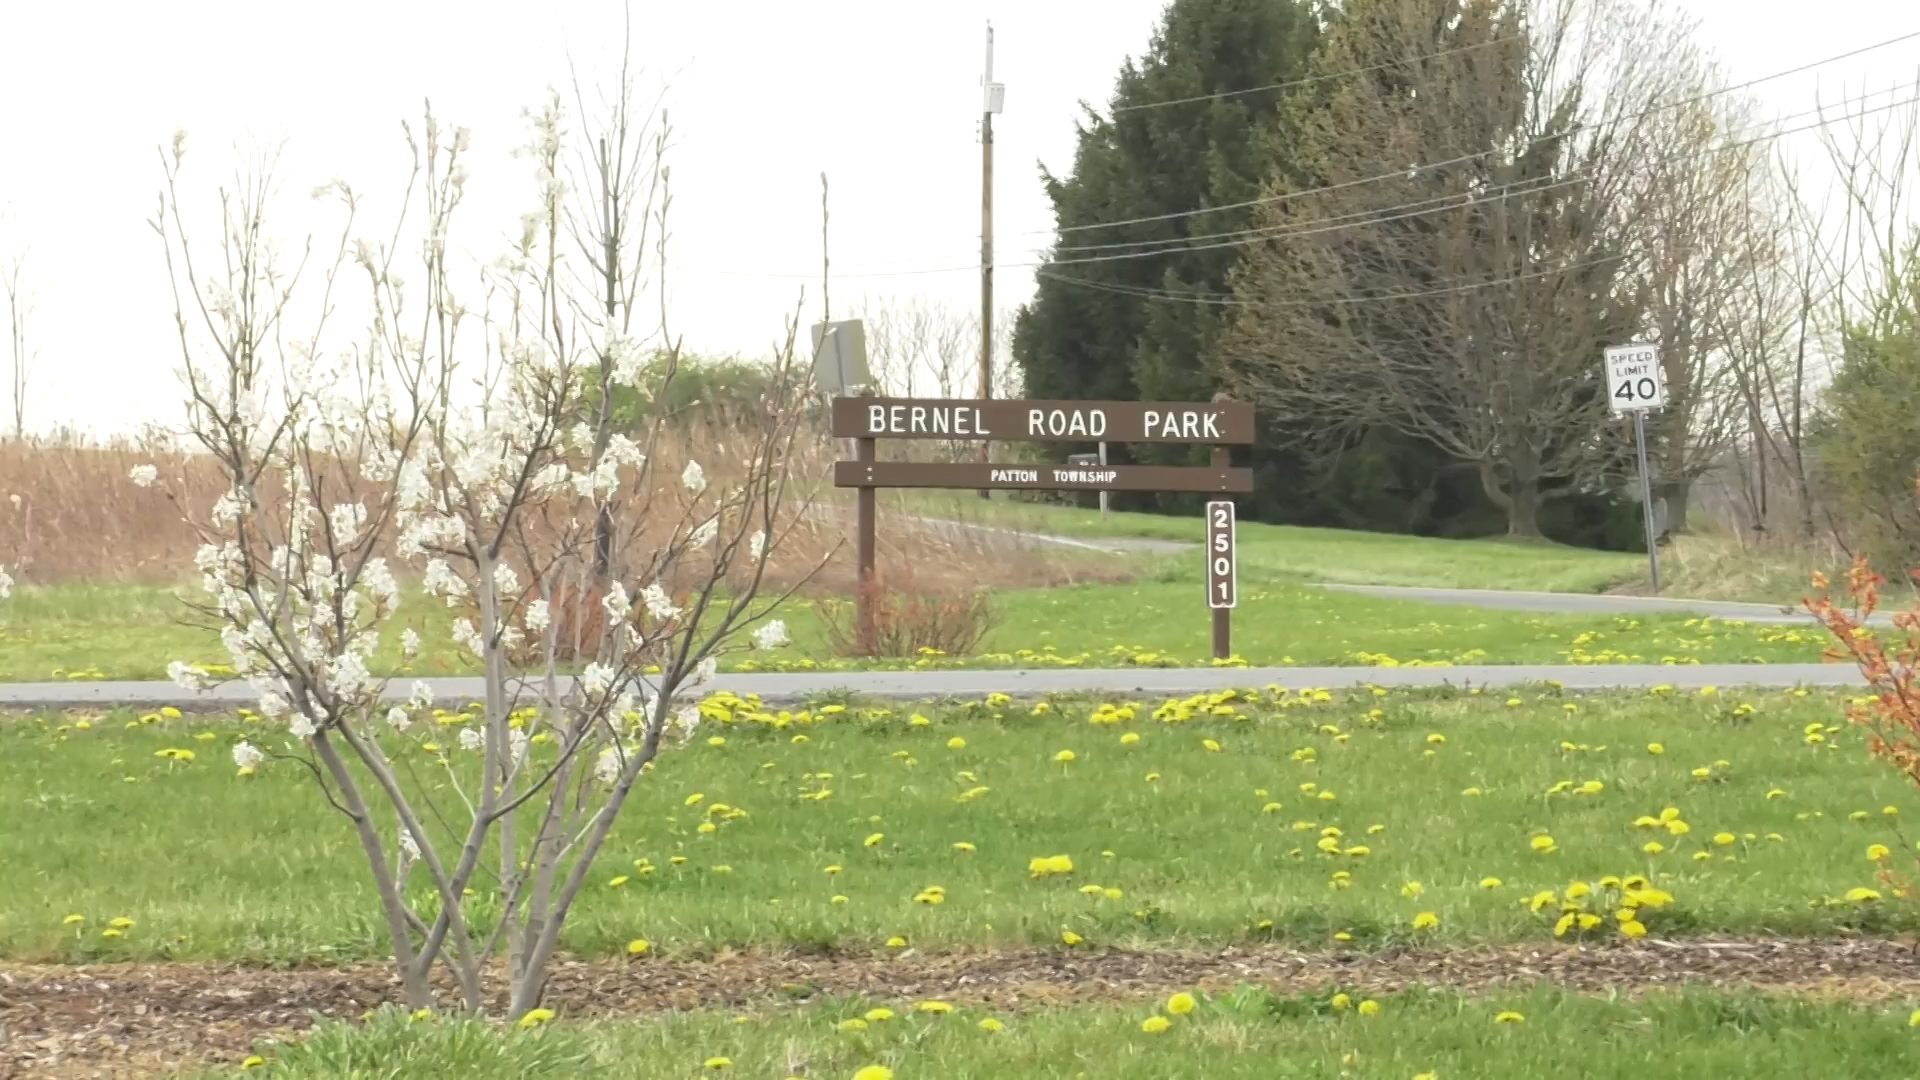 BERNEL ROAD PARK
PATTON TOWNSHIP
2501
SPEED
LIMIT
40